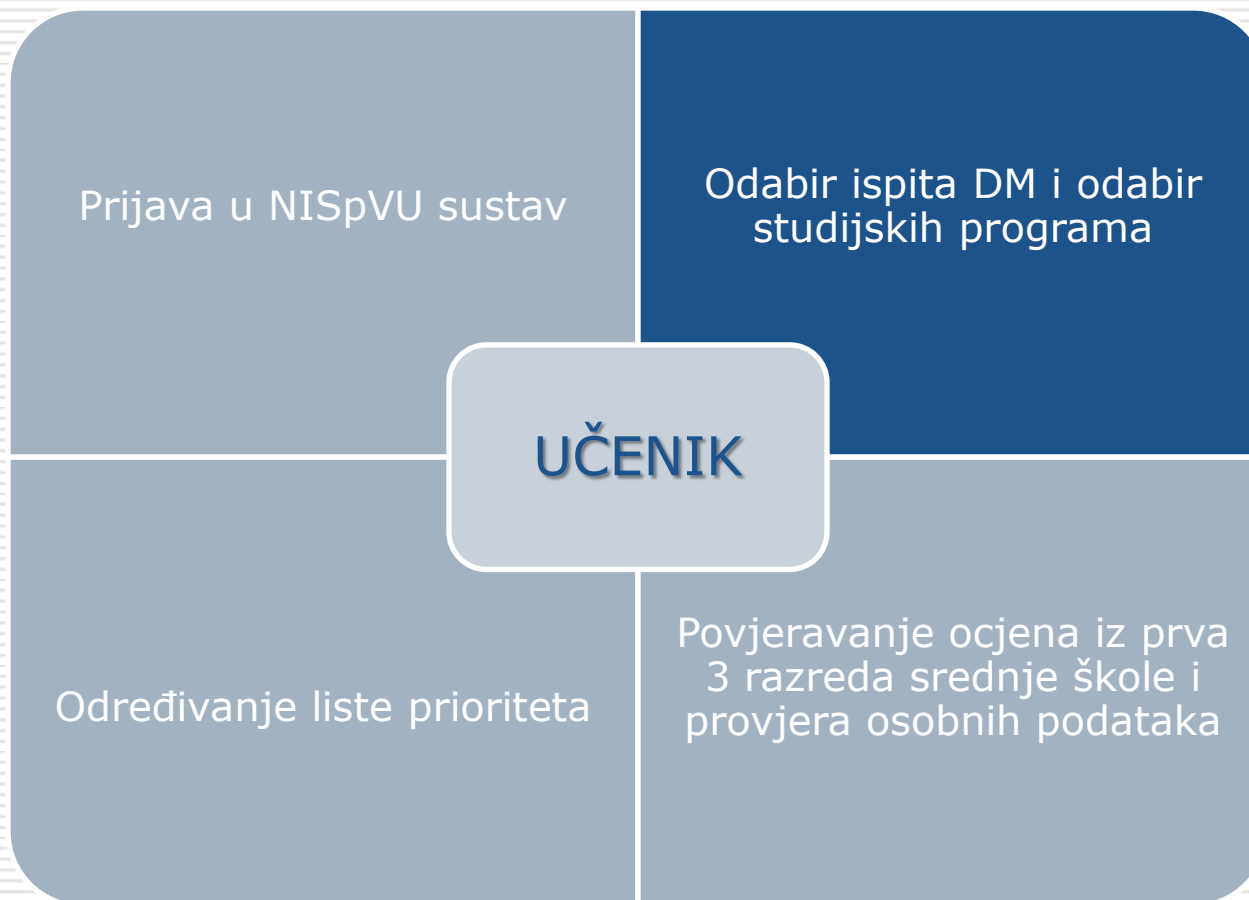 Prijava u NISpVU sustav
Odabir ispita DM i odabir
studijskih programa
UČENIK
Određivanje liste prioriteta
Povjeravanje ocjena iz prva
3 razreda srednje škole i
provjera osobnih podataka